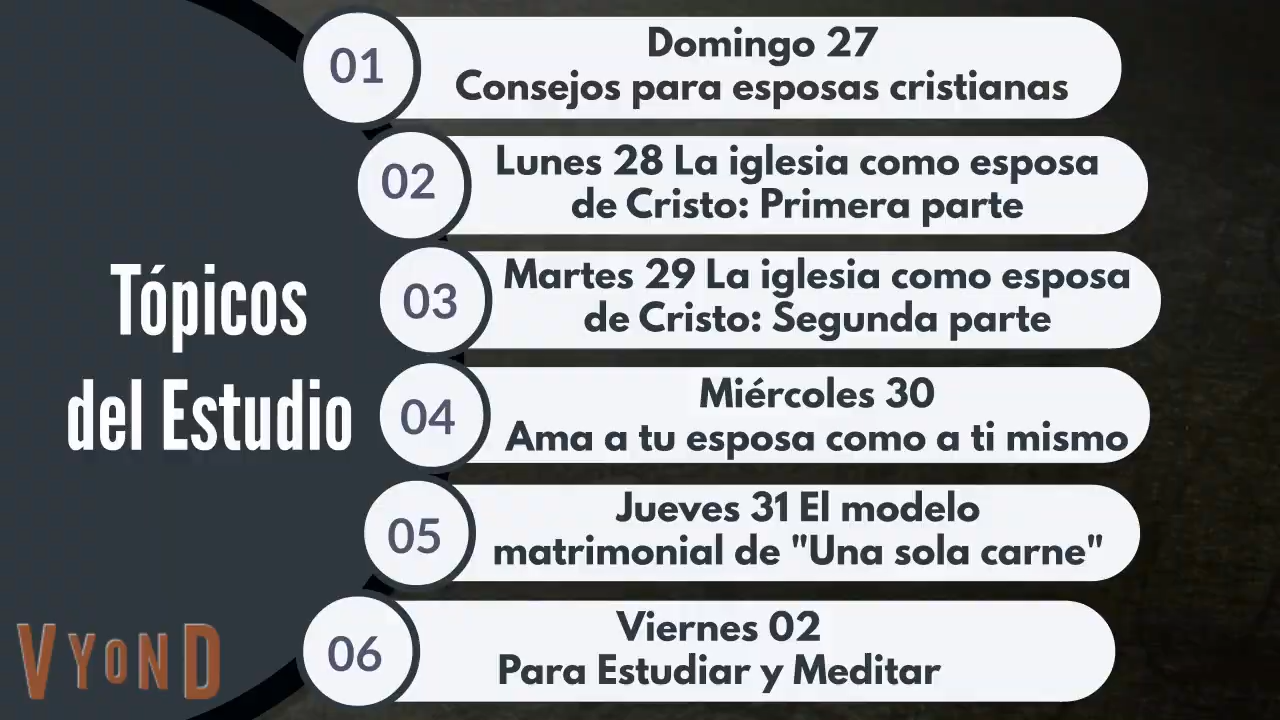 Tópicos
del Estudio
01
Domingo 27
Consejos para esposas cristianas
02
Lunes 28 La iglesia como esposa
de Cristo: Primera parte
03
Martes 29 La iglesia como esposa
de Cristo: Segunda parte
04
Miércoles 30
Ama a tu esposa como a ti mismo
05
Jueves 31 El modelo
matrimonial de "Una sola carne"
06
Viernes 02
Para Estudiar y Meditar
VYOND